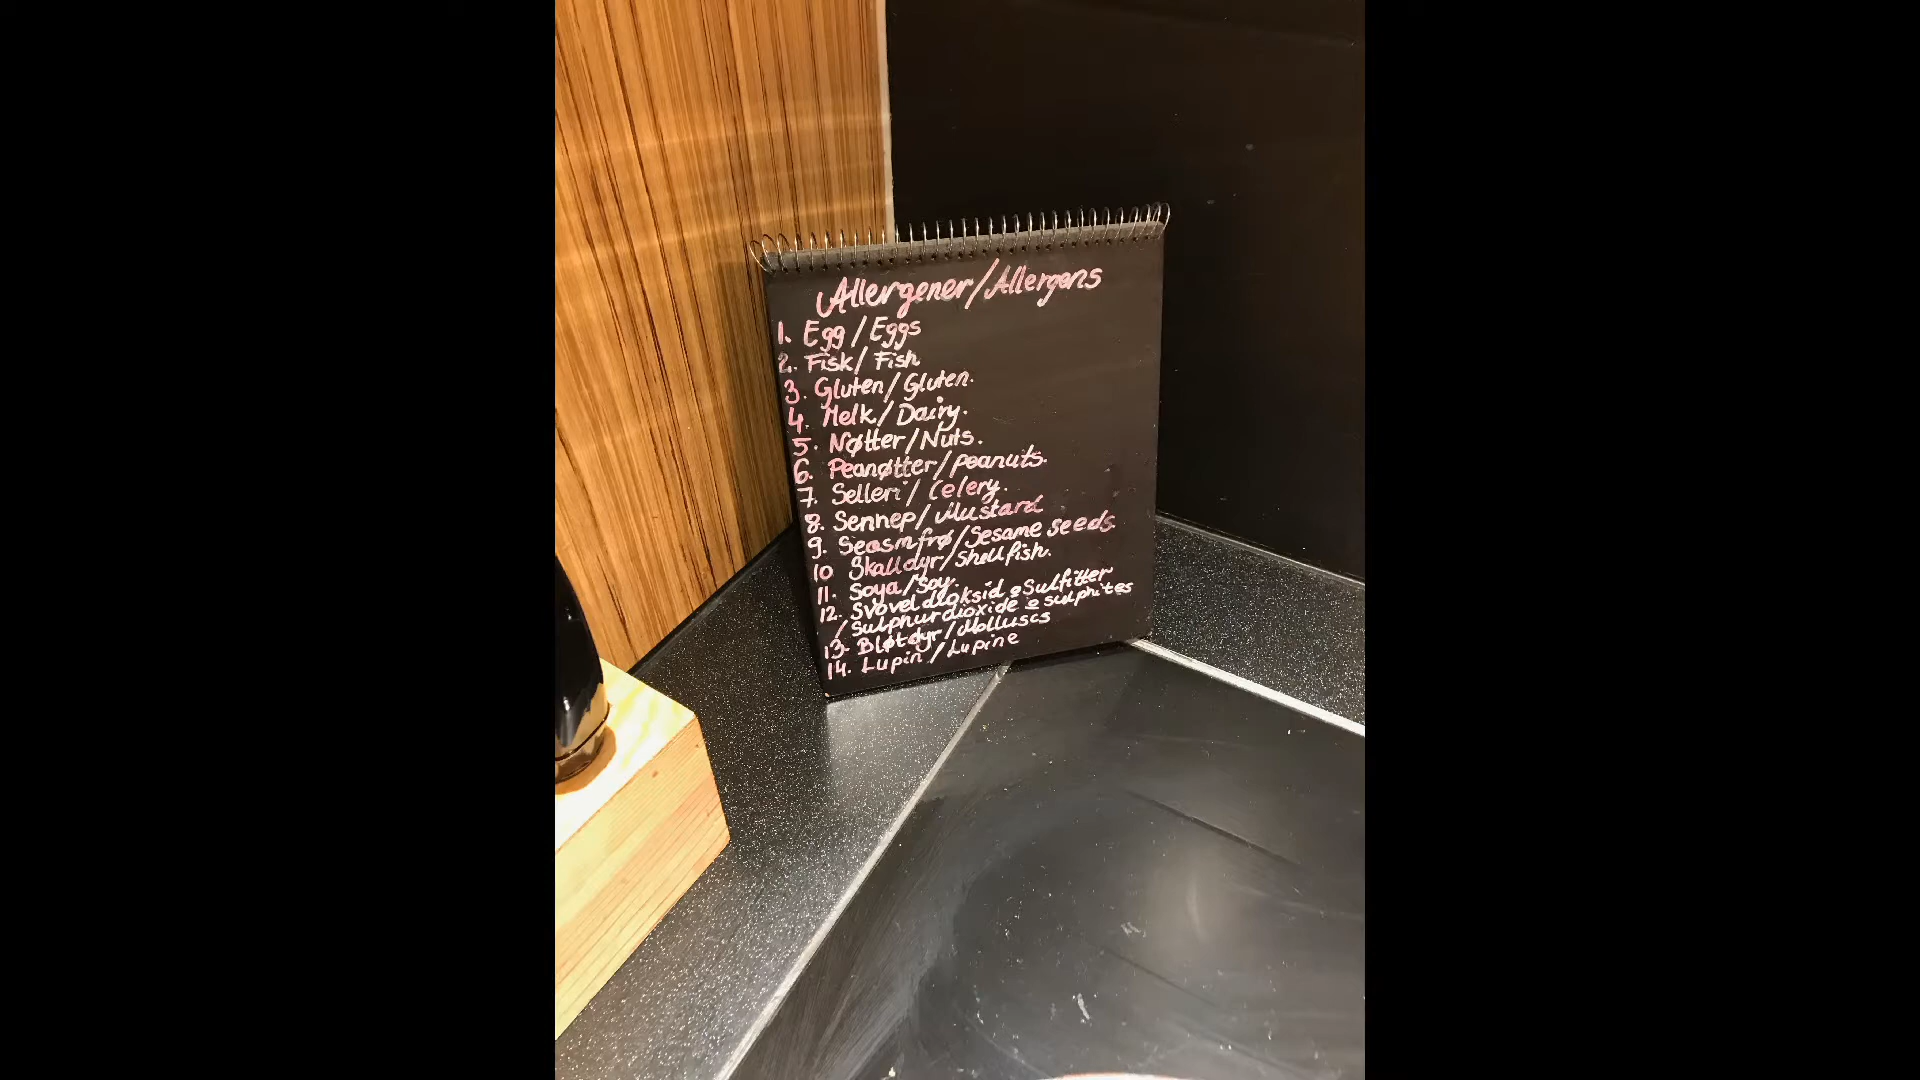 Allergener/Allergens
1. Egg/Eggs
2. Fisk/Fish
3. Gluten/Gluten.
4. Melk/Dairy.
5. Nøtter/Nuts.
6. Peanøtter/peanuts.
7. Selleri/Celery.
8. Sennep/Mustard
9. Seasmfrø/Sesame seeds.
10 Skalldyr/Shellfish.
11. Soya/Soy.
12. Svoveldioksid e Sulfitter
/Sulphurdioxide e sulphites
13. Bløtdyr/Molluscs
14. Lupin/Lupine